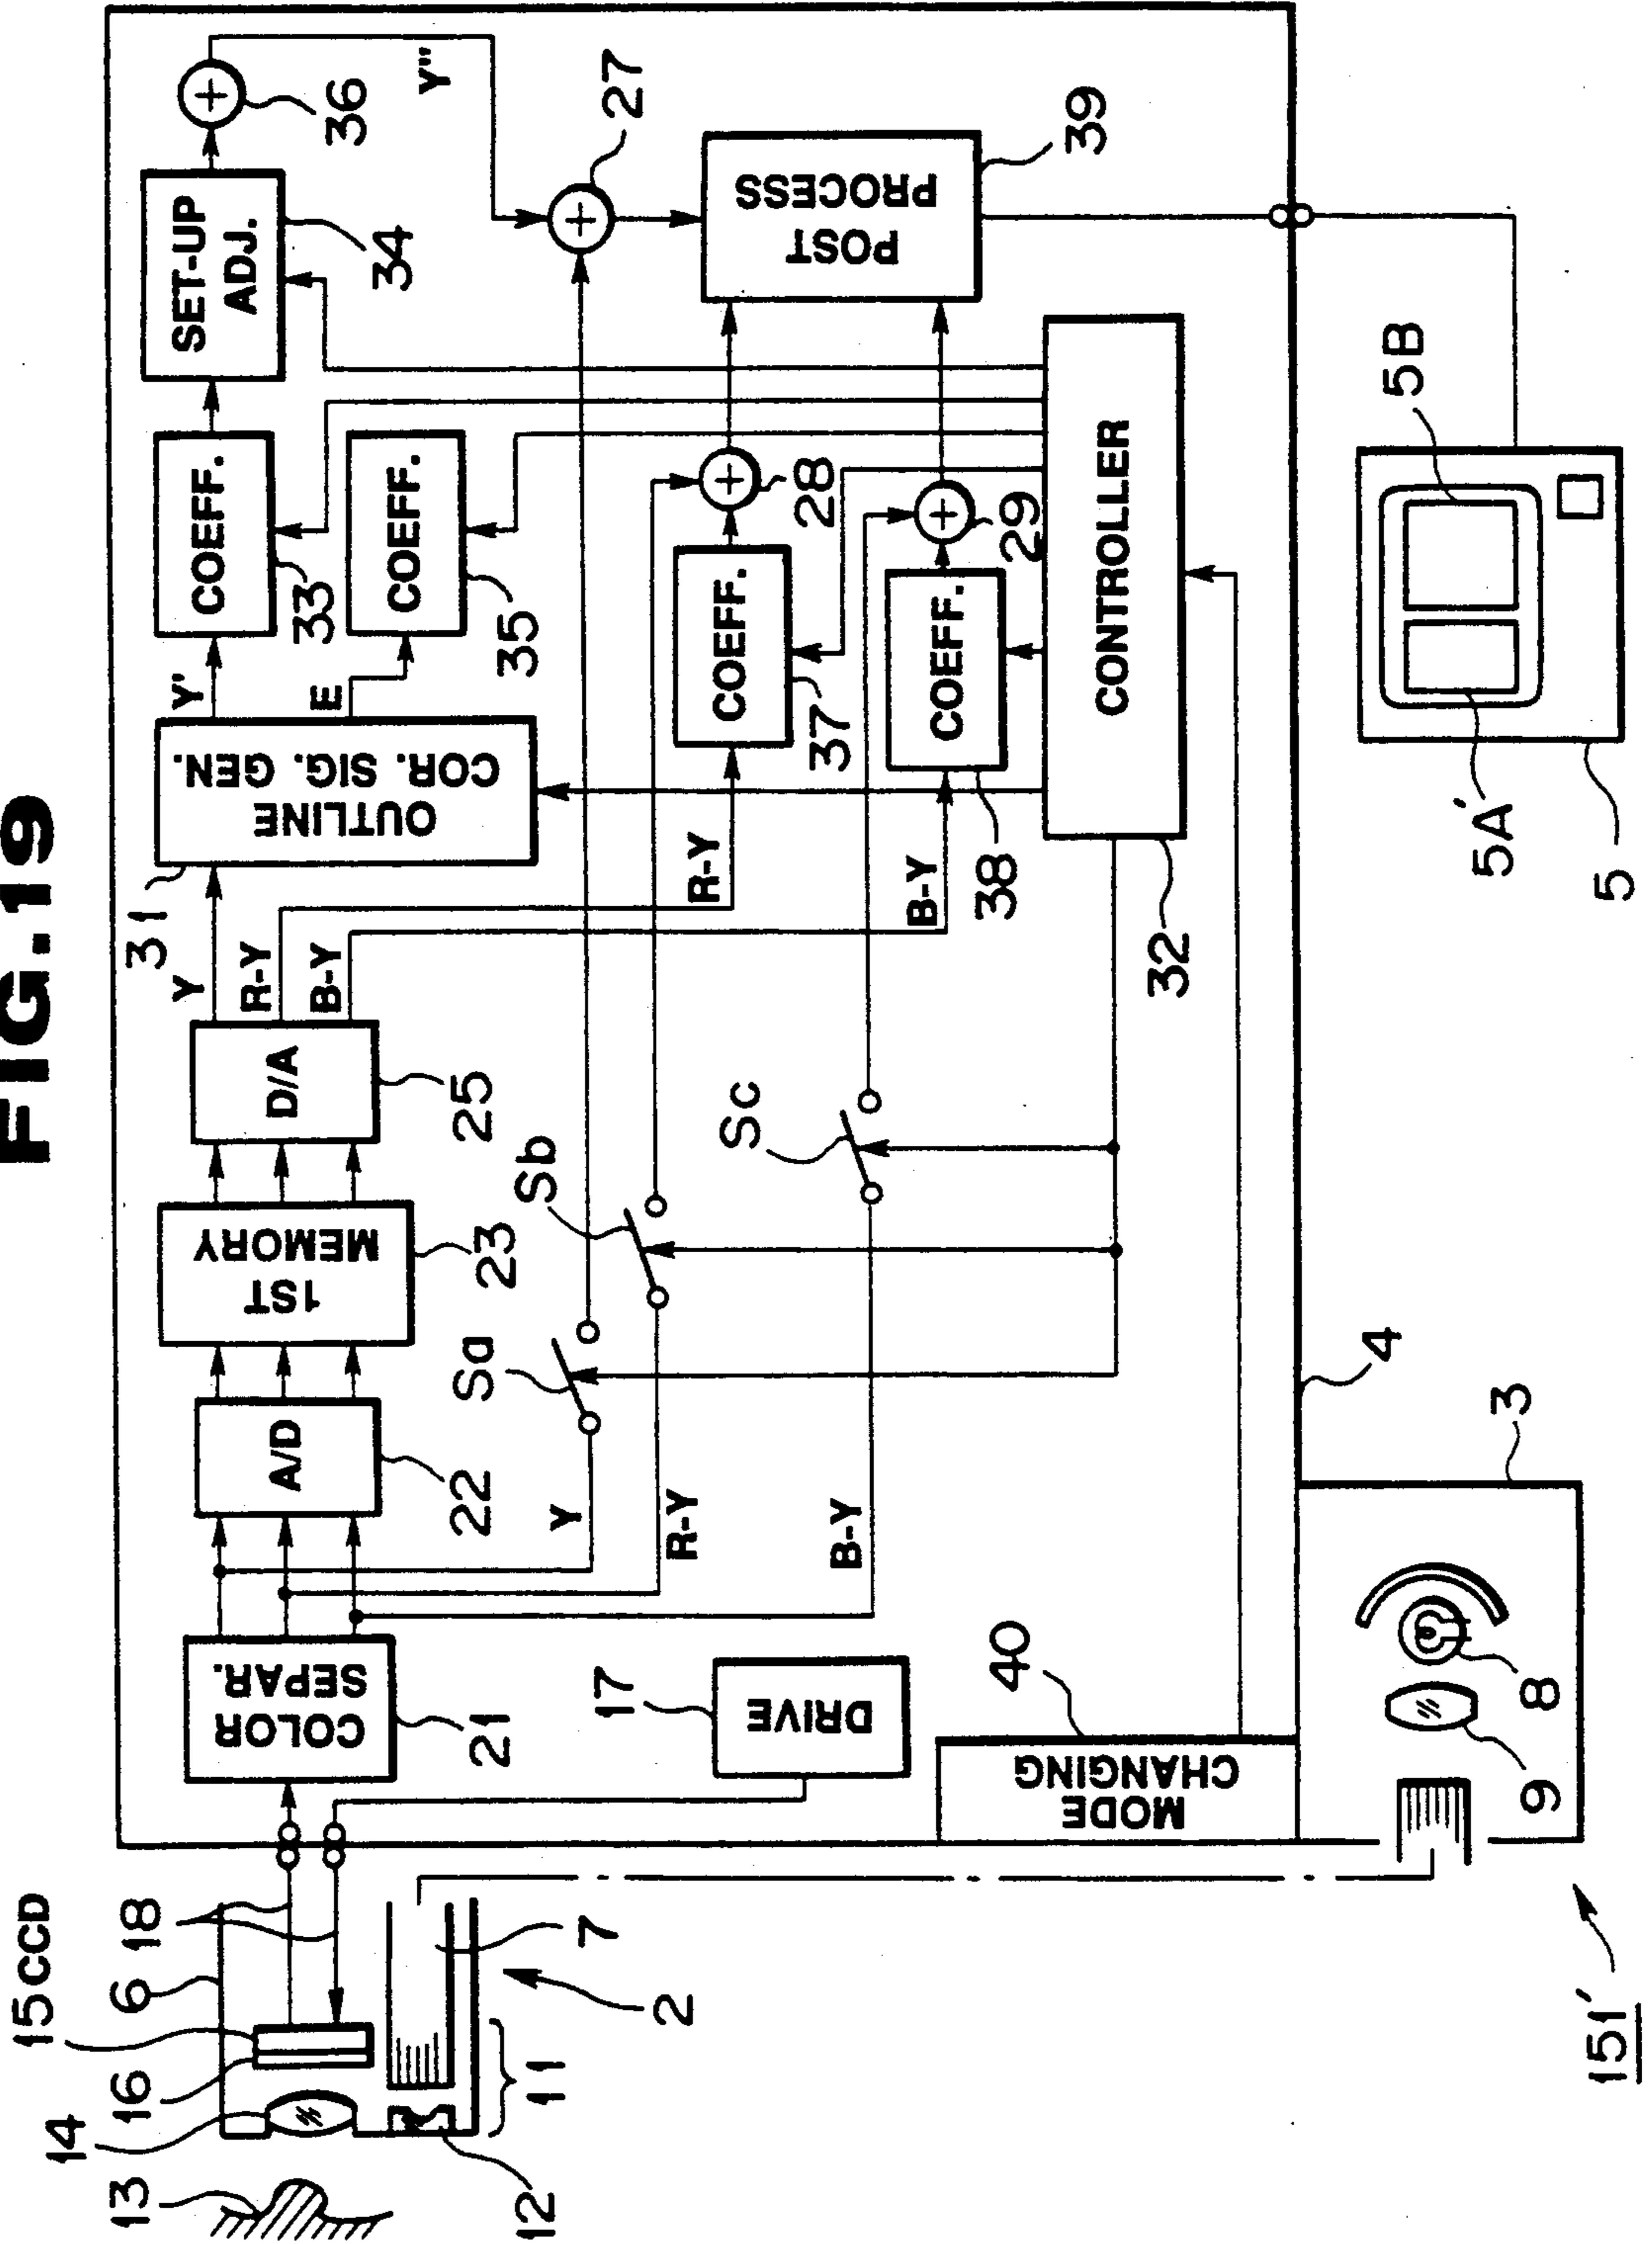 FIG.19
15 CCD
6
18
14
16
13
12
11
2
7
COLOR
SEPAR.
21
A/D
22
1ST
MEMORY
23
D/A
25
Y
R-Y
B-Y
31
OUTLINE
COR. SIG. GEN.
Y'
E
COEFF.
33
COEFF.
35
SET-UP
ADJ.
34
36
Y"
27
Sa
Sb
Sc
Y
R-Y
B-Y
R-Y
B-Y
COEFF.
37
28
COEFF.
38
29
POST
PROCESS
39
DRIVE
17
CONTROLLER
32
MODE
CHANGING
40
4
3
8
9
5A'
5B
5
151'